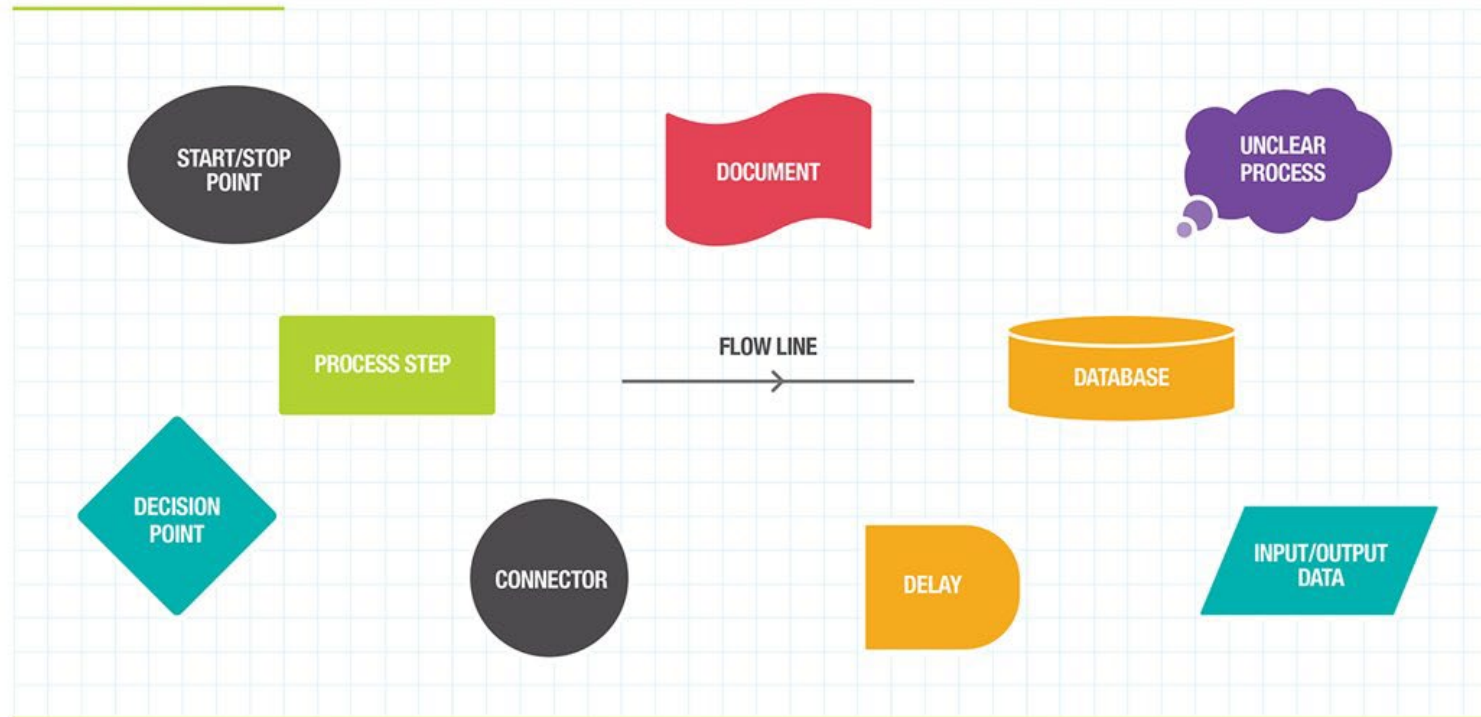 START/STOP
POINT
DOCUMENT
UNCLEAR
PROCESS
PROCESS STEP
FLOW LINE
DATABASE
DECISION
POINT
CONNECTOR
DELAY
INPUT/OUTPUT
DATA